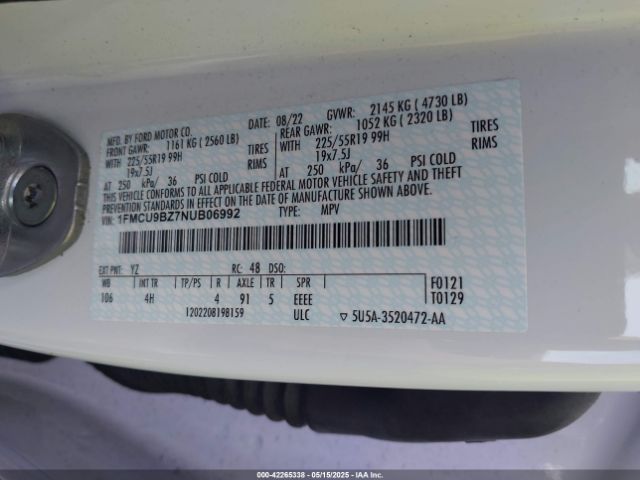 MFD. BY FORD MOTOR CO. DATE: 08/22 GVWR: 2145 KG ( 4730 LB)
FRONT GAWR: 1161 KG ( 2560 LB) REAR GAWR: 1052 KG ( 2320 LB)
WITH 225/55R19 99H TIRES WITH 225/55R19 99H TIRES
19x7.5J RIMS 19x7.5J RIMS
AT 250 kPa/ 36 PSI COLD AT 250 kPa/ 36 PSI COLD
THIS VEHICLE CONFORMS TO ALL APPLICABLE FEDERAL MOTOR VEHICLE SAFETY AND THEFT
PREVENTION STANDARDS IN EFFECT ON THE DATE OF MANUFACTURE SHOWN ABOVE.
VIN: 1FMCU9BZ7NUB06992 TYPE: MPV
EXT PNT: YZ RC: 48 DSO:
WB INT TR TP/PS R AXLE TR SPR F0121
106 4H 4 91 5 EEEE T0129
1202208198159 ULC ▽ 5U5A-3520472-AA
000-42265338 - 05/15/2025 - IAAI.com